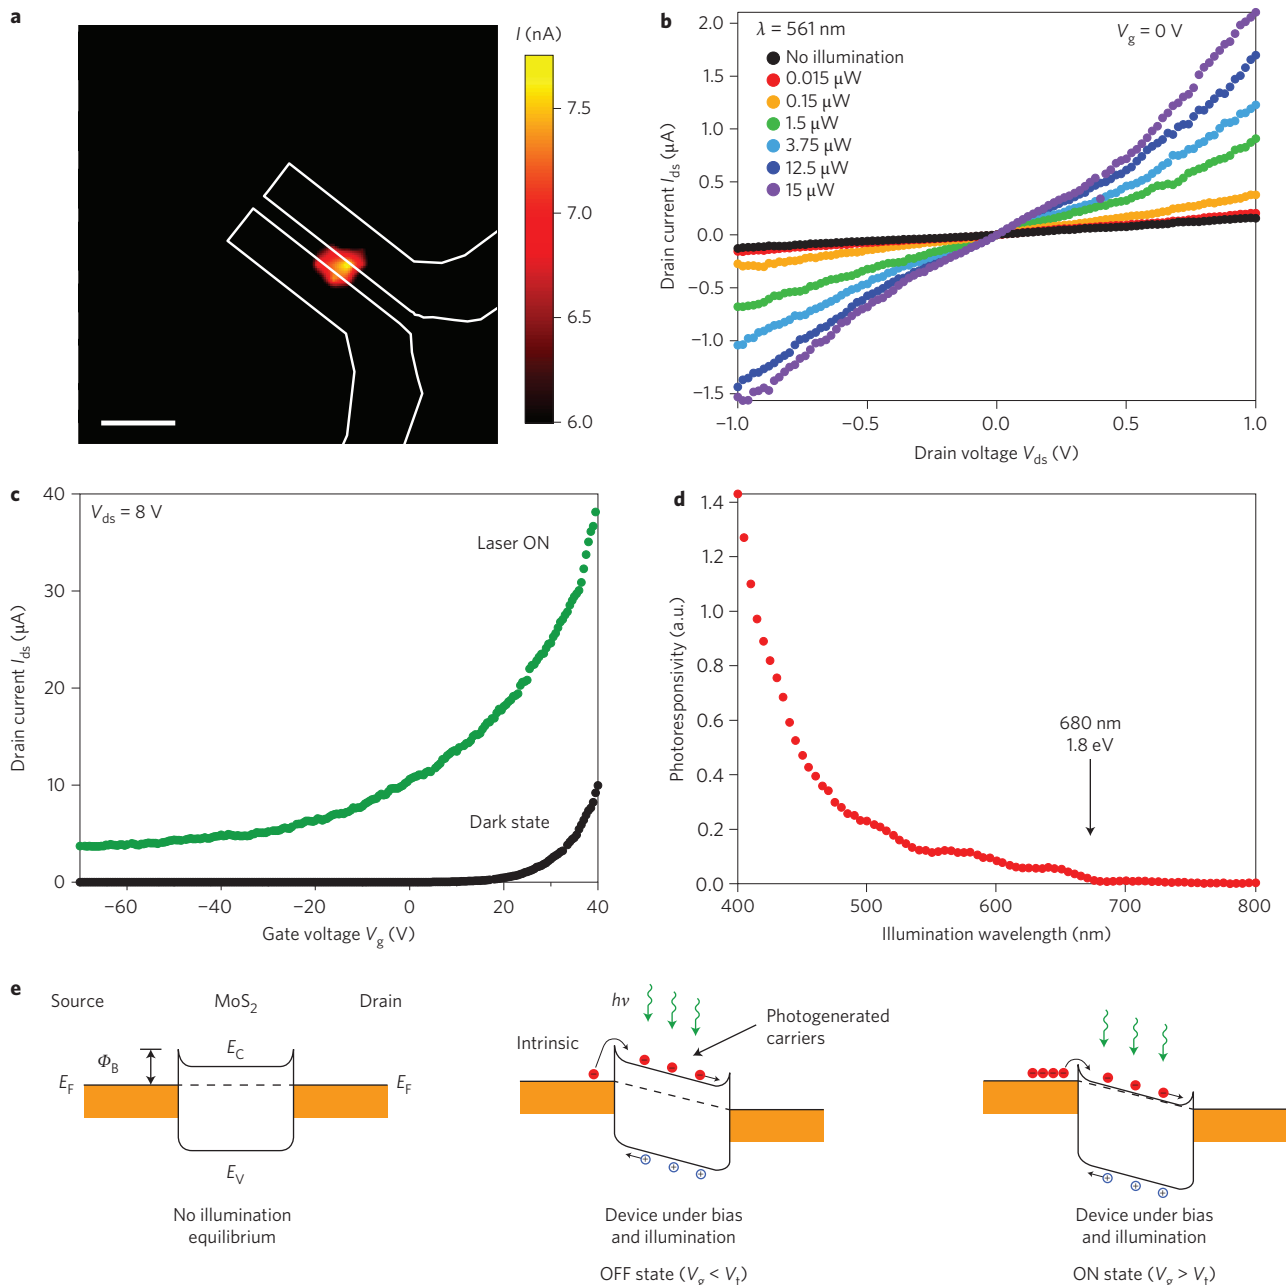 a
I (nA)
7.5
7.0
6.5
6.0
b
λ = 561 nm
V_g = 0 V
No illumination
0.015 μW
0.15 μW
1.5 μW
3.75 μW
12.5 μW
15 μW
2.0
1.5
1.0
0.5
0.0
−0.5
−1.0
−1.5
Drain current I_ds (μA)
−1.0
−0.5
0.0
0.5
1.0
Drain voltage V_ds (V)
c
V_ds = 8 V
Laser ON
Dark state
40
30
20
10
0
Drain current I_ds (μA)
−60
−40
−20
0
20
40
Gate voltage V_g (V)
d
680 nm
1.8 eV
1.4
1.2
1.0
0.8
0.6
0.4
0.2
0.0
Photoresponsivity (a.u.)
400
500
600
700
800
Illumination wavelength (nm)
e
Source
MoS₂
Drain
Φ_B
E_C
E_F
E_F
E_V
No illumination
equilibrium
hν
Photogenerated
carriers
Intrinsic
Device under bias
and illumination
OFF state (V_g < V_t)
Device under bias
and illumination
ON state (V_g > V_t)